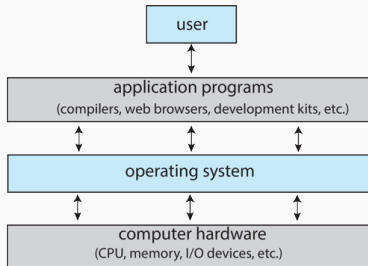 user
application programs
(compilers, web browsers, development kits, etc.)
operating system
computer hardware
(CPU, memory, I/O devices, etc.)